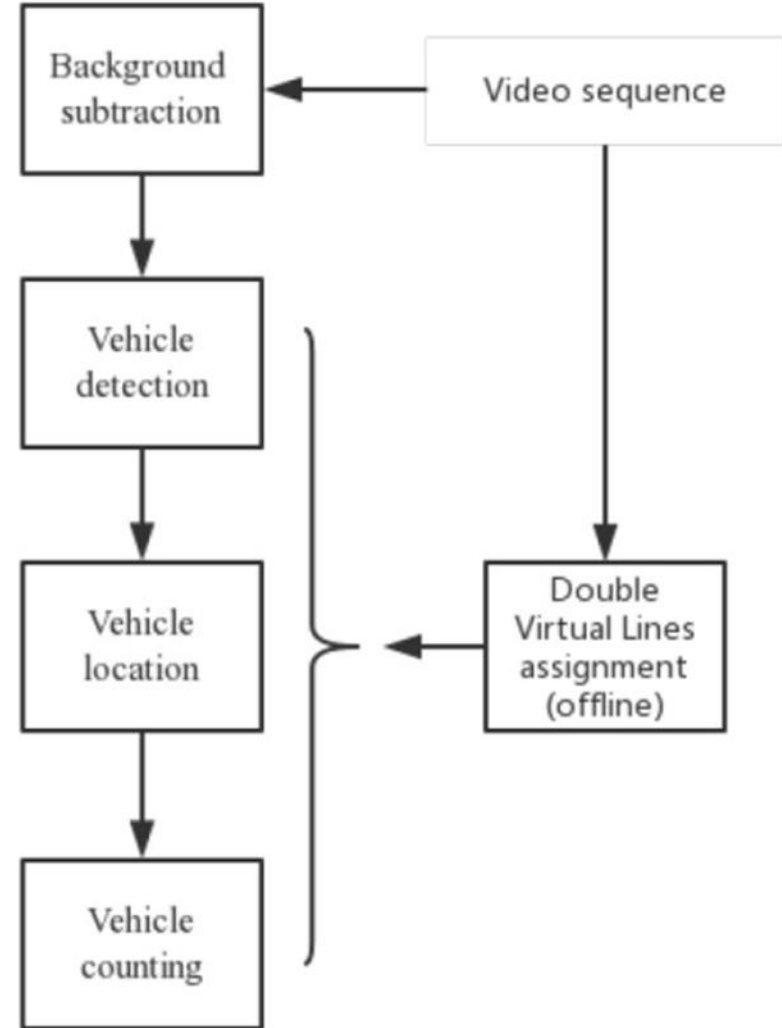 Background
subtraction
Video sequence
Vehicle
detection
Vehicle
location
Double
Virtual Lines
assignment
(offline)
Vehicle
counting